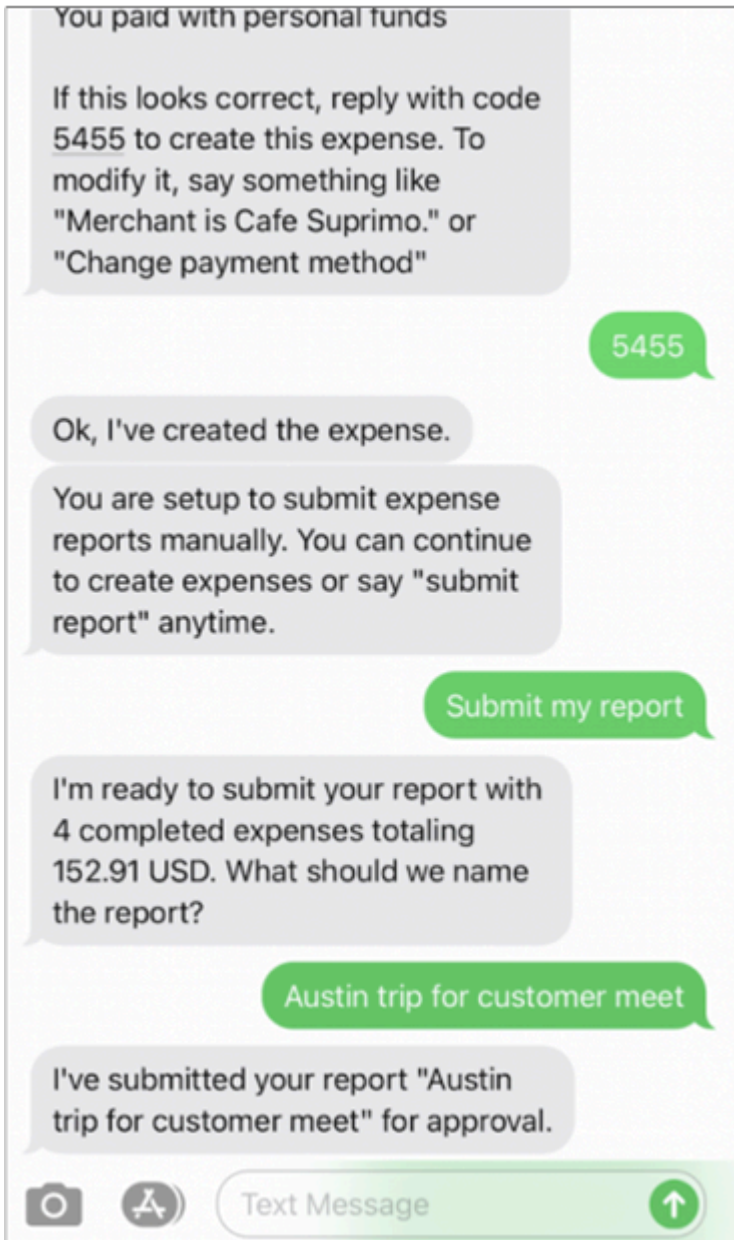 You paid with personal funds
If this looks correct, reply with code
5455 to create this expense. To
modify it, say something like
"Merchant is Cafe Suprimo." or
"Change payment method"
5455
Ok, I've created the expense.
You are setup to submit expense
reports manually. You can continue
to create expenses or say "submit
report" anytime.
Submit my report
I'm ready to submit your report with
4 completed expenses totaling
152.91 USD. What should we name
the report?
Austin trip for customer meet
I've submitted your report "Austin
trip for customer meet" for approval.
Text Message